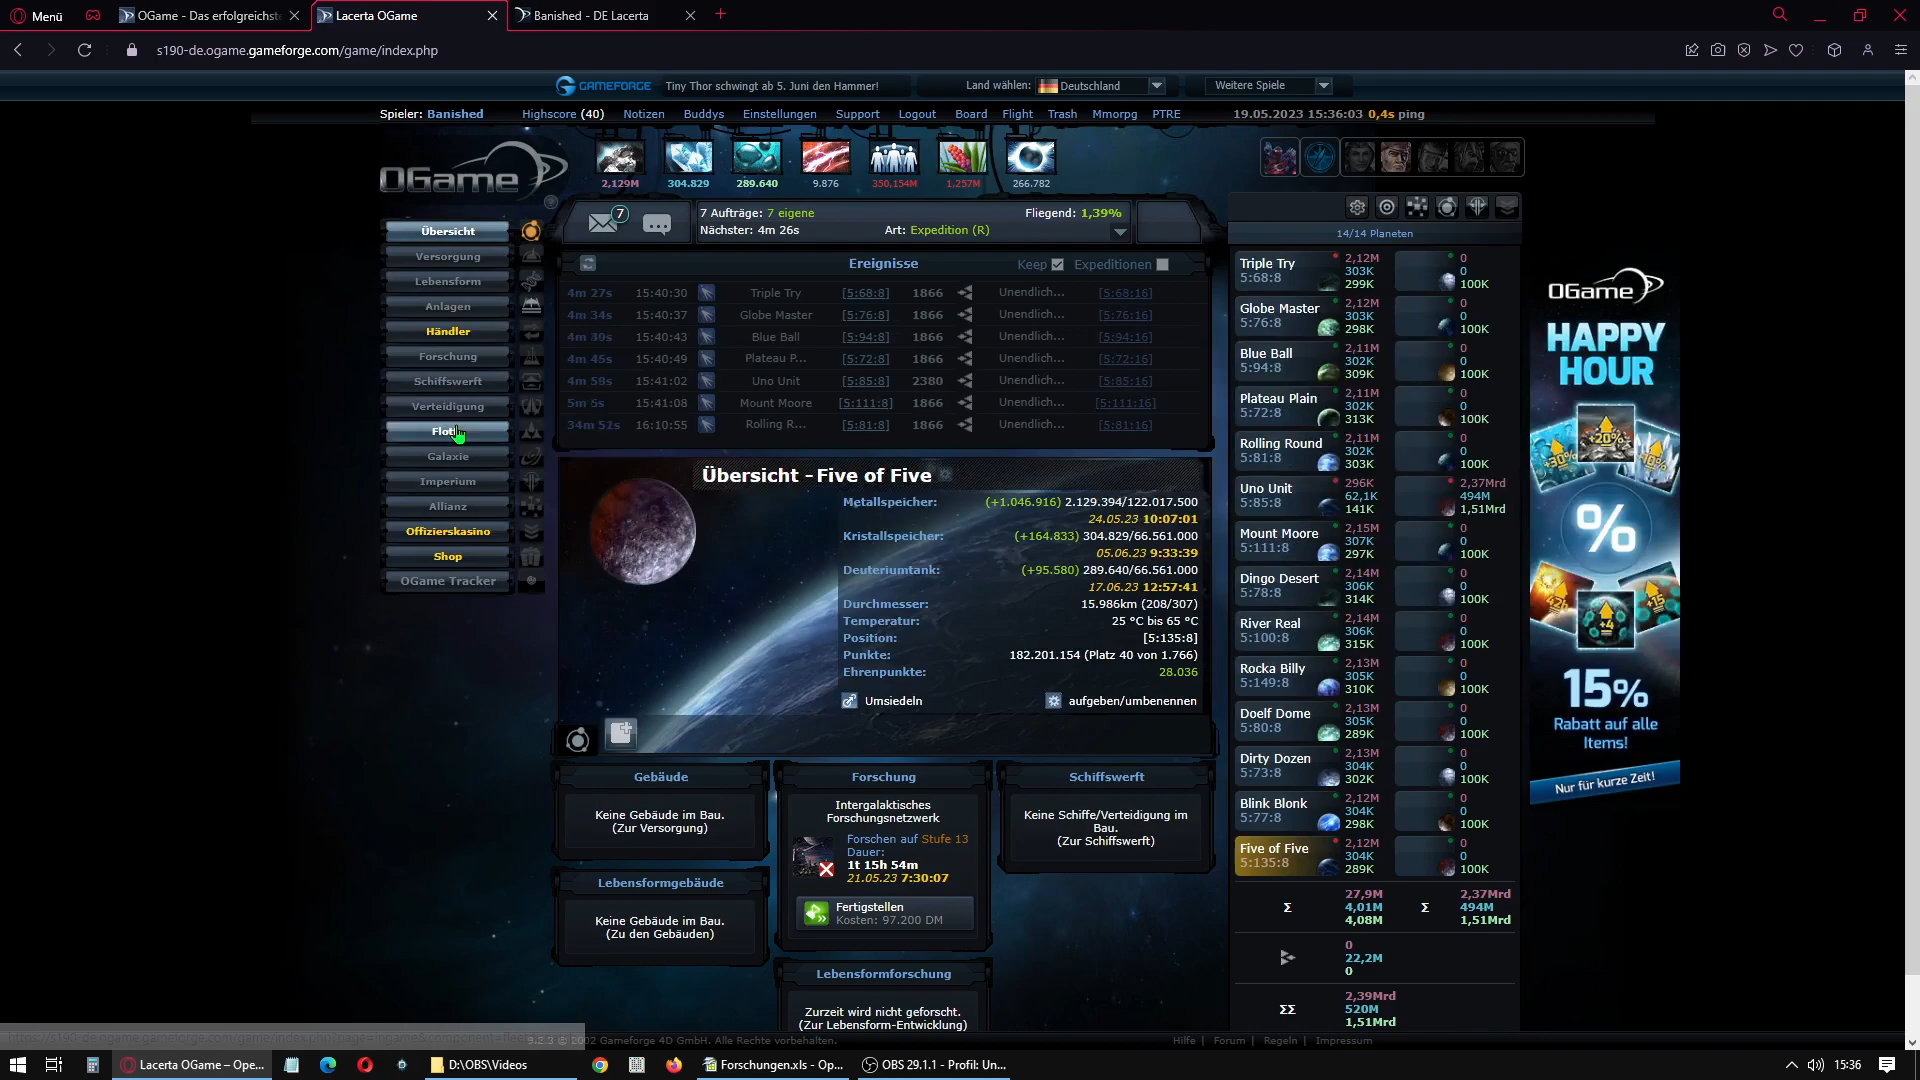 Menü
OGame - Das erfolgreichste
Lacerta OGame
Banished - DE Lacerta
s190-de.ogame.gameforge.com/game/index.php
GAMEFORGE
Tiny Thor schwingt ab 5. Juni den Hammer!
Land wählen:
Deutschland
Weitere Spiele
Spieler: Banished
Highscore (40)
Notizen
Buddys
Einstellungen
Support
Logout
Board
Flight
Trash
Mmorpg
PTRE
19.05.2023 15:36:03 0,4s ping
OGame
2,129M
304.829
289.640
9.876
350,154M
1,257M
266.782
7
7 Aufträge: 7 eigene
Fliegend: 1,39%
Nächster: 4m 26s
Art: Expedition (R)
Übersicht
Versorgung
Lebensform
Anlagen
Händler
Forschung
Schiffswerft
Verteidigung
Galaxie
Imperium
Allianz
Offizierskasino
Shop
OGame Tracker
Ereignisse
Keep
Expeditionen
4m 27s 15:40:30 Triple Try [5:68:8] 1866 Unendlich... [5:68:16]
4m 34s 15:40:37 Globe Master [5:76:8] 1866 Unendlich... [5:76:16]
4m 39s 15:40:43 Blue Ball [5:94:8] 1866 Unendlich... [5:94:16]
4m 45s 15:40:49 Plateau P... [5:72:8] 1866 Unendlich... [5:72:16]
4m 58s 15:41:02 Uno Unit [5:85:8] 2380 Unendlich... [5:85:16]
5m 5s 15:41:08 Mount Moore [5:111:8] 1866 Unendlich... [5:111:16]
34m 51s 16:10:55 Rolling R... [5:81:8] 1866 Unendlich... [5:81:16]
Übersicht - Five of Five
Metallspeicher: (+1.046.916) 2.129.394/122.017.500
24.05.23 10:07:01
Kristallspeicher: (+164.833) 304.829/66.561.000
05.06.23 9:33:39
Deuteriumtank: (+95.580) 289.640/66.561.000
17.06.23 12:57:41
Durchmesser: 15.986km (208/307)
Temperatur: 25 °C bis 65 °C
Position: [5:135:8]
Punkte: 182.201.154 (Platz 40 von 1.766)
Ehrenpunkte: 28.036
Umsiedeln
aufgeben/umbenennen
Gebäude
Keine Gebäude im Bau.
(Zur Versorgung)
Lebensformgebäude
Keine Gebäude im Bau.
(Zu den Gebäuden)
Forschung
Intergalaktisches
Forschungsnetzwerk
Forschen auf Stufe 13
Dauer:
1t 15h 54m
21.05.23 7:30:07
Fertigstellen
Kosten: 97.200 DM
Lebensformforschung
Zurzeit wird nicht geforscht.
(Zur Lebensform-Entwicklung)
Schiffswerft
Keine Schiffe/Verteidigung im
Bau.
(Zur Schiffswerft)
14/14 Planeten
Triple Try 5:68:8 2,12M 303K 299K 0 0 100K
Globe Master 5:76:8 2,12M 303K 298K 0 0 100K
Blue Ball 5:94:8 2,11M 302K 309K 0 0 100K
Plateau Plain 5:72:8 2,11M 302K 313K 0 0 100K
Rolling Round 5:81:8 2,11M 302K 303K 0 0 100K
Uno Unit 5:85:8 296K 62,1K 141K 2,37Mrd 494M 1,51Mrd
Mount Moore 5:111:8 2,15M 307K 297K 0 0 100K
Dingo Desert 5:78:8 2,14M 306K 314K 0 0 100K
River Real 5:100:8 2,14M 306K 315K 0 0 100K
Rocka Billy 5:149:8 2,13M 305K 310K 0 0 100K
Doelf Dome 5:80:8 2,13M 305K 289K 0 0 100K
Dirty Dozen 5:73:8 2,13M 304K 302K 0 0 100K
Blink Blonk 5:77:8 2,12M 304K 298K 0 0 100K
Five of Five 5:135:8 2,12M 304K 289K 0 0 100K
Σ 27,9M 4,01M 4,08M Σ 2,37Mrd 494M 1,51Mrd
0
22,2M
0
ΣΣ 2,39Mrd 520M 1,51Mrd
OGame
HAPPY
HOUR
+30%
+20%
%
+4
+15
15%
Rabatt auf alle
Items!
Nur für kurze Zeit!
9.2.3 © 2002 Gameforge 4D GmbH. Alle Rechte vorbehalten.
Hilfe | Forum | Regeln | Impressum
Lacerta OGame – Ope...
D:\OBS\Videos
Forschungen.xls - Op...
OBS 29.1.1 - Profil: Un...
15:36